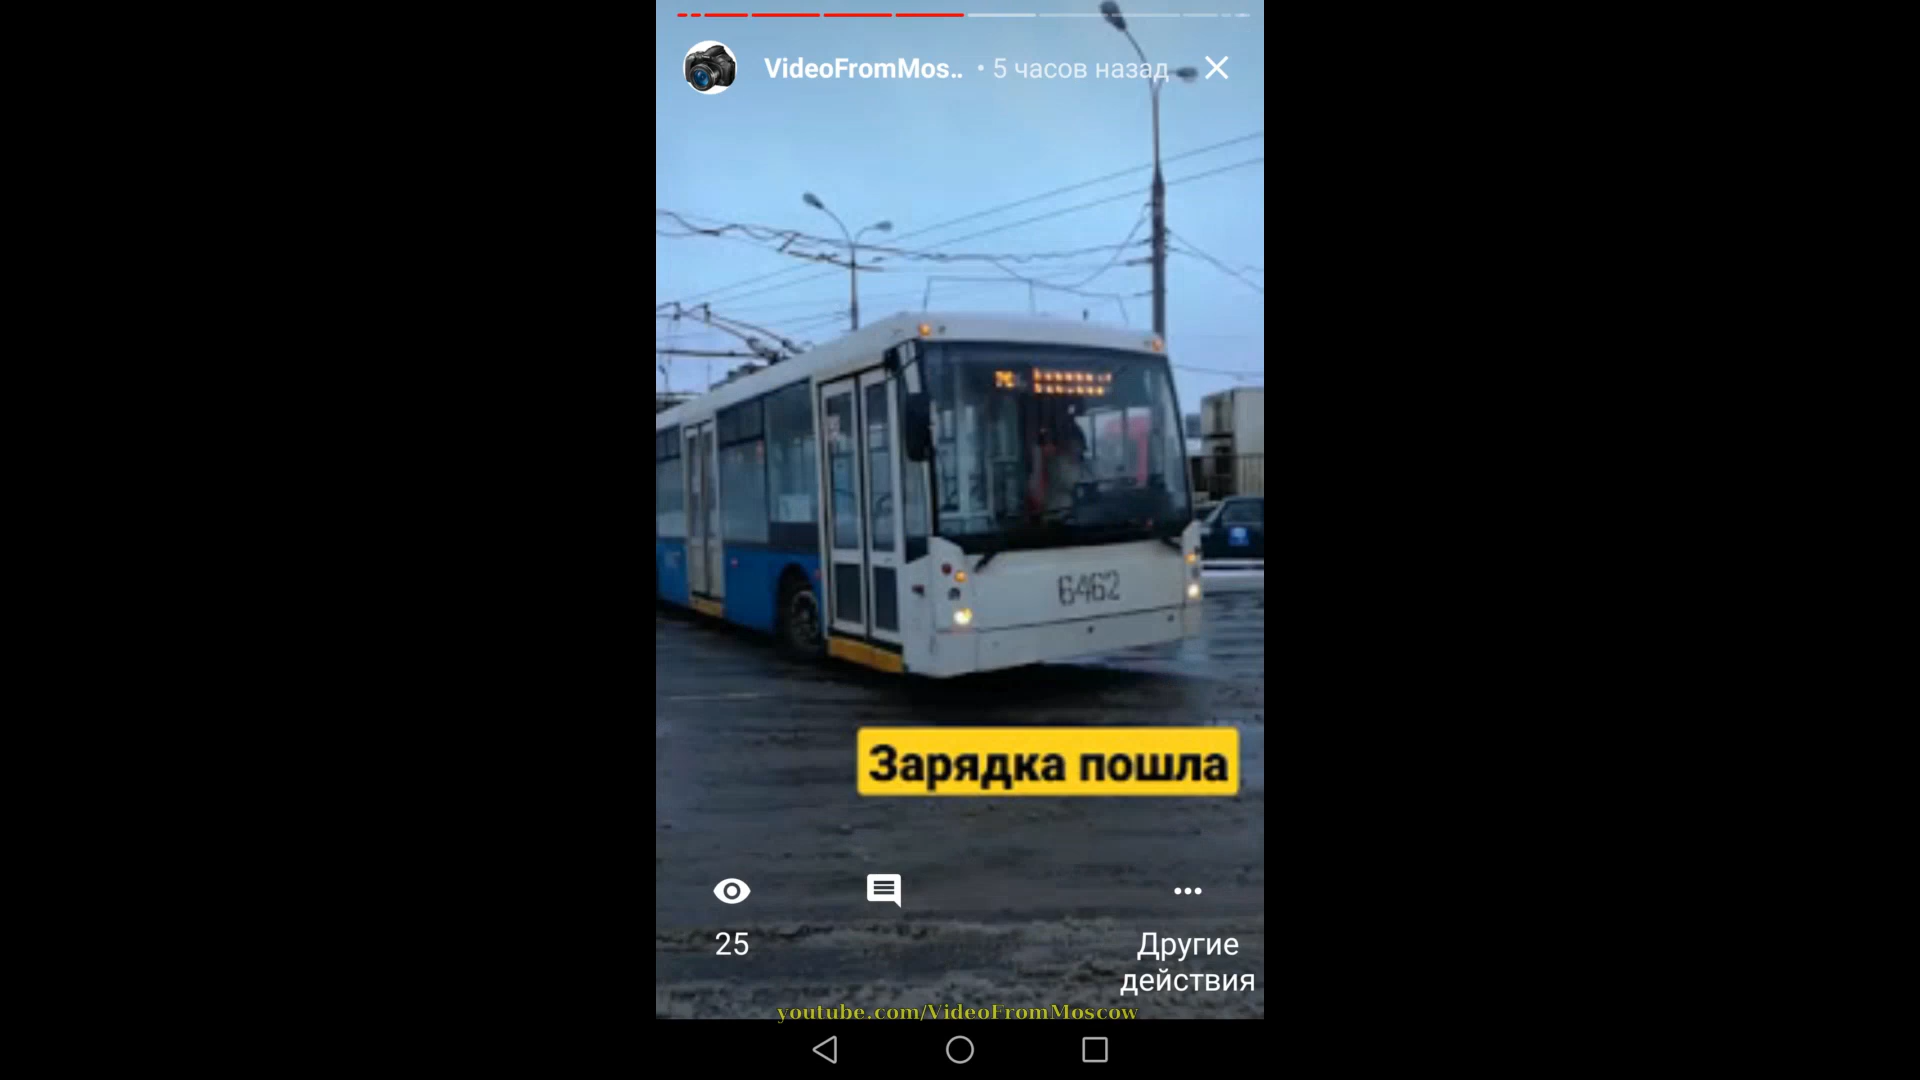 VideoFromMos.. • 5 часов назад
6462
Зарядка пошла
25
Другие
действия
youtube.com/VideoFromMoscow